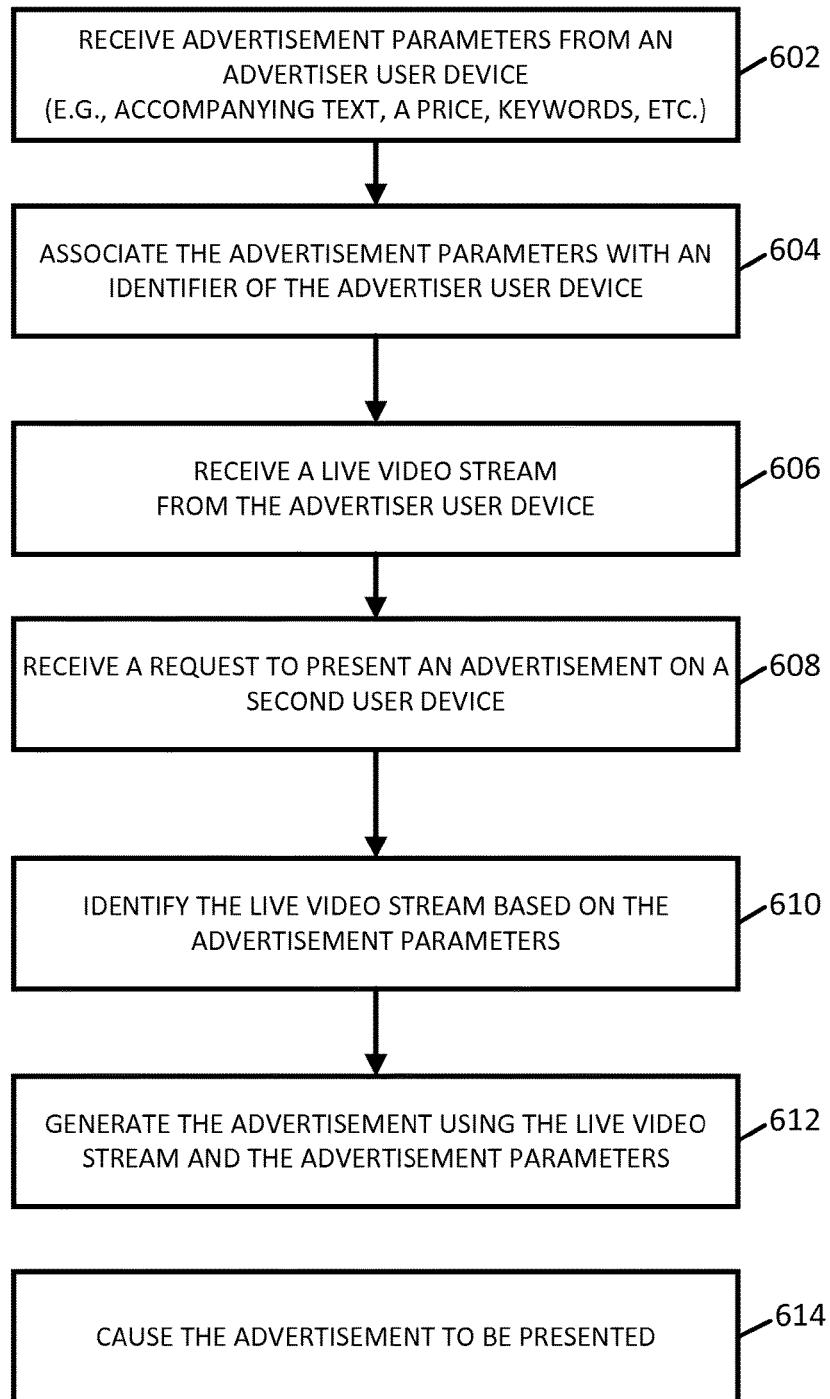 RECEIVE ADVERTISEMENT PARAMETERS FROM AN
ADVERTISER USER DEVICE
(E.G., ACCOMPANYING TEXT, A PRICE, KEYWORDS, ETC.)
602
ASSOCIATE THE ADVERTISEMENT PARAMETERS WITH AN
IDENTIFIER OF THE ADVERTISER USER DEVICE
604
RECEIVE A LIVE VIDEO STREAM
FROM THE ADVERTISER USER DEVICE
606
RECEIVE A REQUEST TO PRESENT AN ADVERTISEMENT ON A
SECOND USER DEVICE
608
IDENTIFY THE LIVE VIDEO STREAM BASED ON THE
ADVERTISEMENT PARAMETERS
610
GENERATE THE ADVERTISEMENT USING THE LIVE VIDEO
STREAM AND THE ADVERTISEMENT PARAMETERS
612
CAUSE THE ADVERTISEMENT TO BE PRESENTED
614